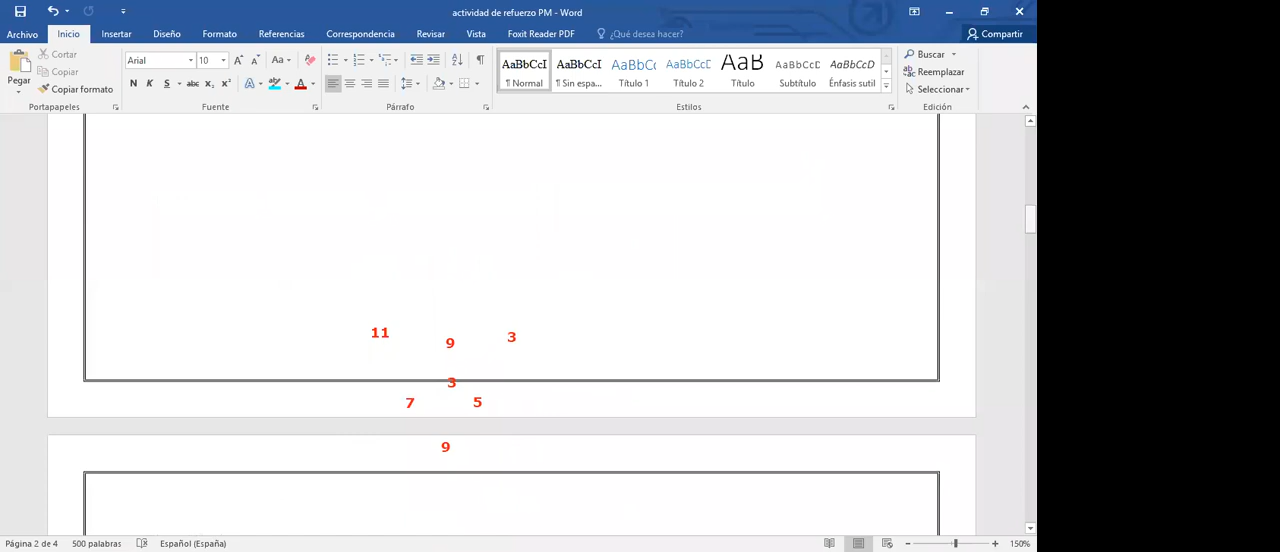 actividad de refuerzo PM - Word
Archivo Inicio Insertar Diseño Formato Referencias Correspondencia Revisar Vista Foxit Reader PDF ¿Qué desea hacer? Compartir
Pegar
Cortar
Copiar
Copiar formato
Portapapeles
Arial 10 Aa
N K S abc A A
Fuente
Párrafo
AaBbCcI AaBbCcI AaBbCc AaBbCcD AaB AaBbCcD AaBbCcD
¶ Normal ¶ Sin espa... Título 1 Título 2 Título Subtítulo Énfasis sutil
Estilos
Buscar
Reemplazar
Seleccionar
Edición
11 9 3
3
7 5
9
Página 2 de 4 500 palabras Español (España) 150%